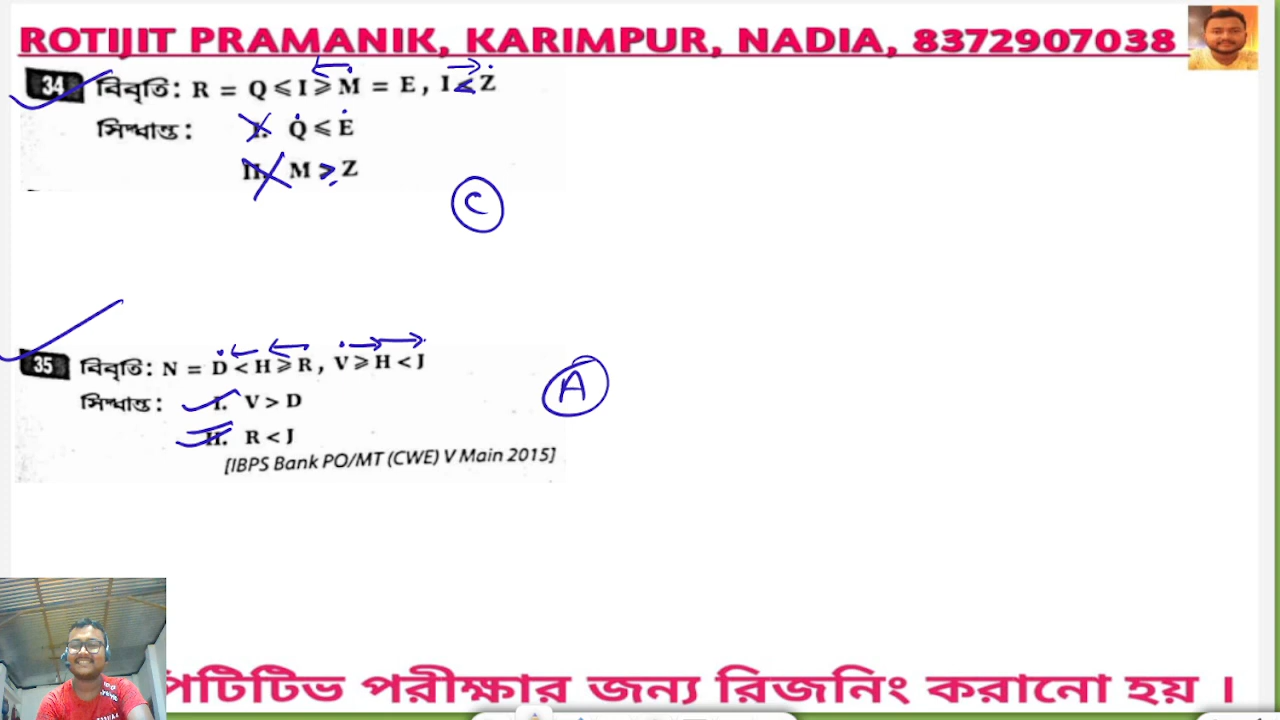 ROTIJIT PRAMANIK, KARIMPUR, NADIA, 8372907038
34 বিবৃতি: R = Q ⩽ I ⩾ M = E, I < Z
সিদ্ধান্ত: I. Q ⩽ E
II. M > Z
C
35 বিবৃতি: N = D < H ⩾ R, V ⩾ H < J
সিদ্ধান্ত: I. V > D
II. R < J
A
[IBPS Bank PO/MT (CWE) V Main 2015]
পিটিটিভ পরীক্ষার জন্য রিজনিং করানো হয় ।